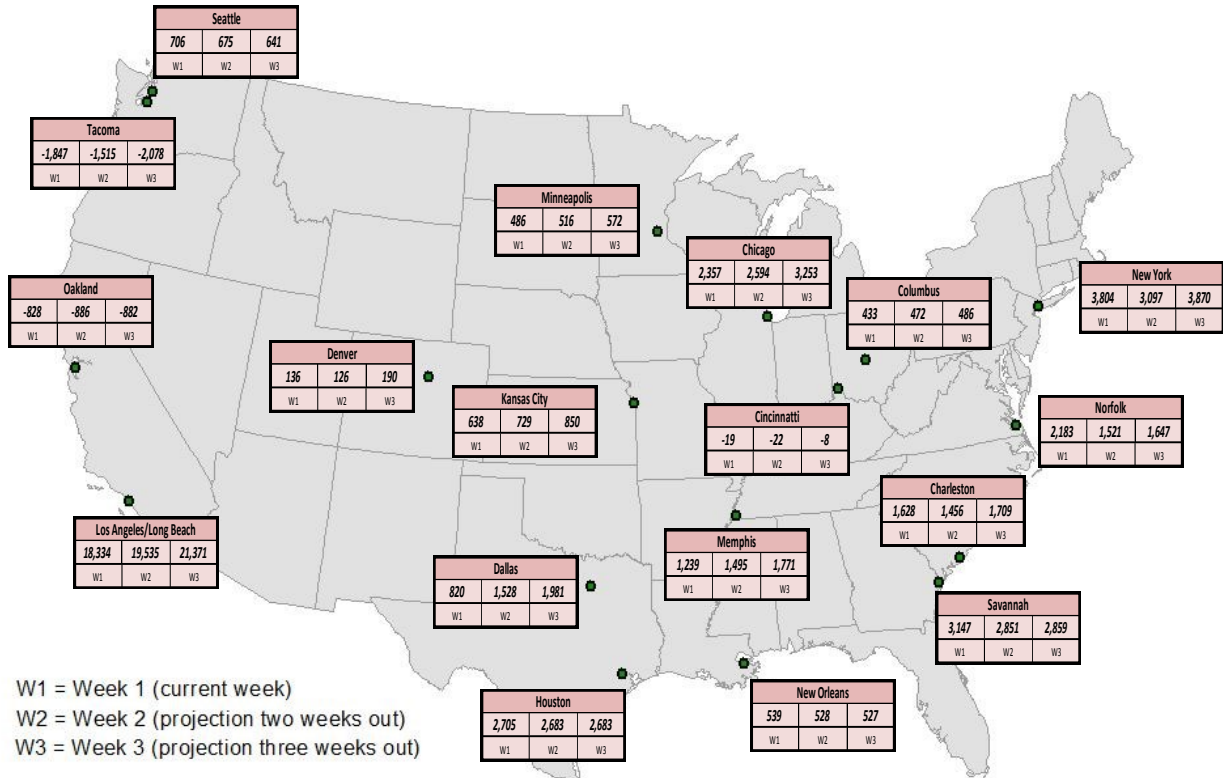 Seattle
706 675 641
W1 W2 W3
Tacoma
-1,847 -1,515 -2,078
W1 W2 W3
Minneapolis
486 516 572
W1 W2 W3
Chicago
2,357 2,594 3,253
W1 W2 W3
New York
3,804 3,097 3,870
W1 W2 W3
Oakland
-828 -886 -882
W1 W2 W3
Columbus
433 472 486
W1 W2 W3
Denver
136 126 190
W1 W2 W3
Kansas City
638 729 850
W1 W2 W3
Cincinnatti
-19 -22 -8
W1 W2 W3
Norfolk
2,183 1,521 1,647
W1 W2 W3
Charleston
1,628 1,456 1,709
W1 W2 W3
Los Angeles/Long Beach
18,334 19,535 21,371
W1 W2 W3
Memphis
1,239 1,495 1,771
W1 W2 W3
Dallas
820 1,528 1,981
W1 W2 W3
Savannah
3,147 2,851 2,859
W1 W2 W3
Houston
2,705 2,683 2,683
W1 W2 W3
New Orleans
539 528 527
W1 W2 W3
W1 = Week 1 (current week)
W2 = Week 2 (projection two weeks out)
W3 = Week 3 (projection three weeks out)